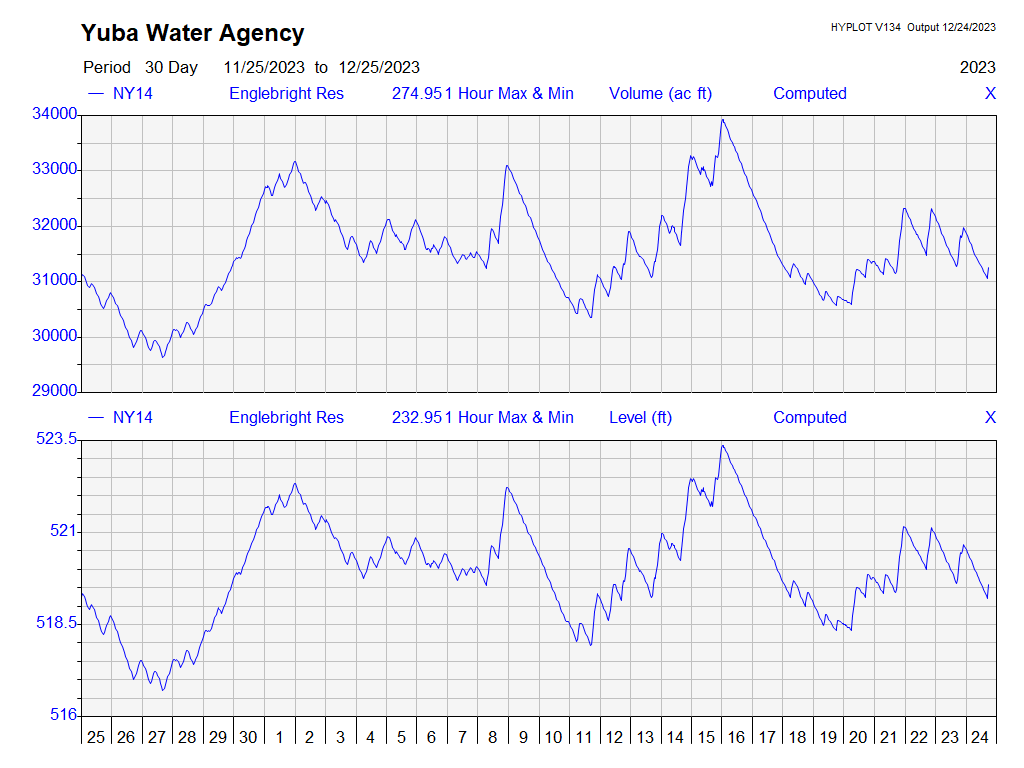 Yuba Water Agency
HYPLOT V134 Output 12/24/2023
Period 30 Day 11/25/2023 to 12/25/2023 2023
NY14 Englebright Res 274.951 Hour Max & Min Volume (ac ft) Computed X
34000
33000
32000
31000
30000
29000
NY14 Englebright Res 232.951 Hour Max & Min Level (ft) Computed X
523.5
521
518.5
516
25 26 27 28 29 30 1 2 3 4 5 6 7 8 9 10 11 12 13 14 15 16 17 18 19 20 21 22 23 24